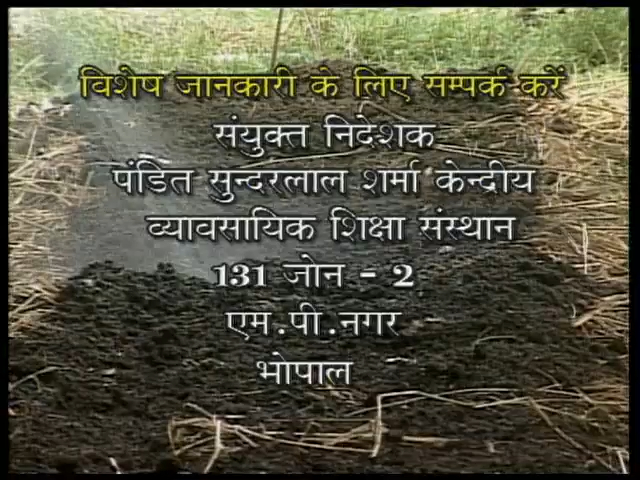 विशेष जानकारी के लिए सम्पर्क करें
संयुक्त निदेशक
पंडित सुन्दरलाल शर्मा केन्द्रीय
व्यावसायिक शिक्षा संस्थान
131 जोन - 2
एम.पी.नगर
भोपाल